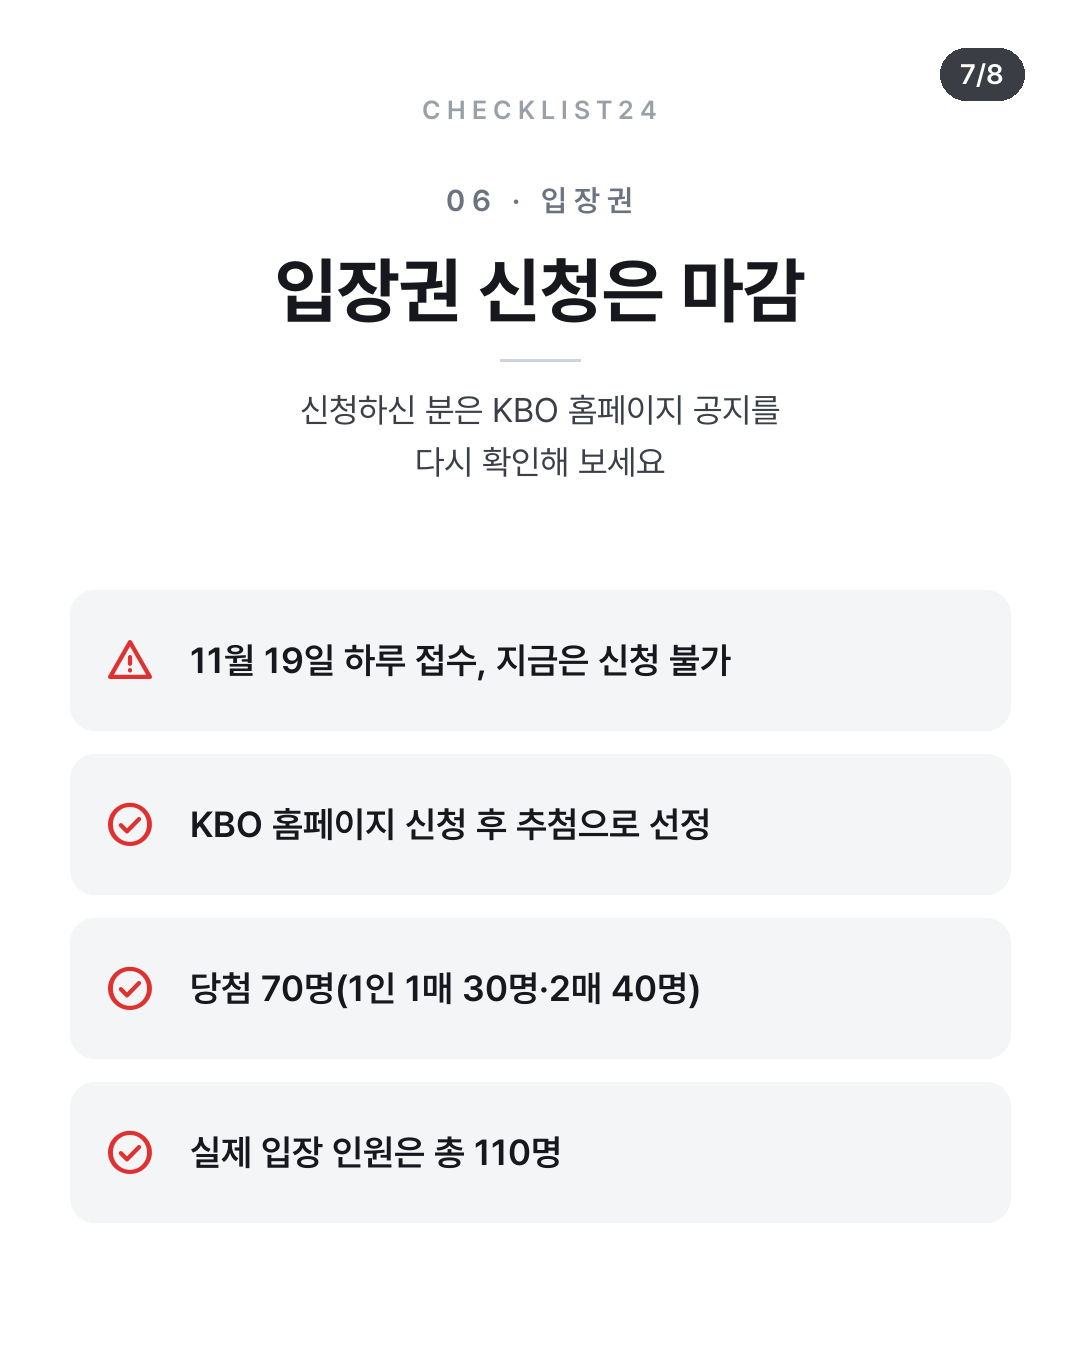 7/8
CHECKLIST24
06 · 입장권
입장권 신청은 마감
신청하신 분은 KBO 홈페이지 공지를
다시 확인해 보세요
11월 19일 하루 접수, 지금은 신청 불가
KBO 홈페이지 신청 후 추첨으로 선정
당첨 70명(1인 1매 30명·2매 40명)
실제 입장 인원은 총 110명